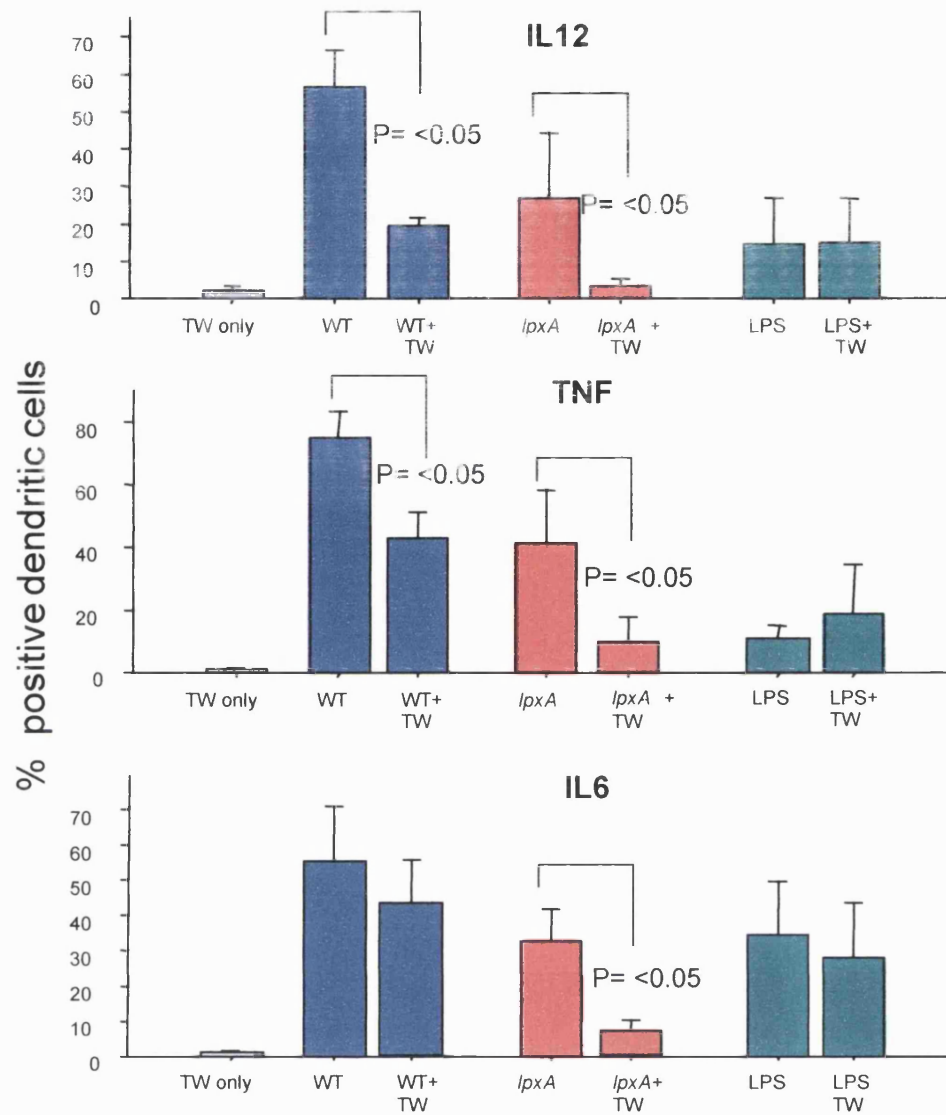 % positive dendritic cells
IL12
70
60
50
40
30
20
10
0
P= <0.05
P= <0.05
TW only WT WT+ lpxA lpxA + LPS LPS+
TW TW TW
TNF
80
60
40
20
0
P= <0.05
P= <0.05
TW only WT WT+ lpxA lpxA + LPS LPS+
TW TW TW
IL6
70
60
50
40
30
20
10
0
P= <0.05
TW only WT WT+ lpxA lpxA+ LPS LPS
TW TW TW